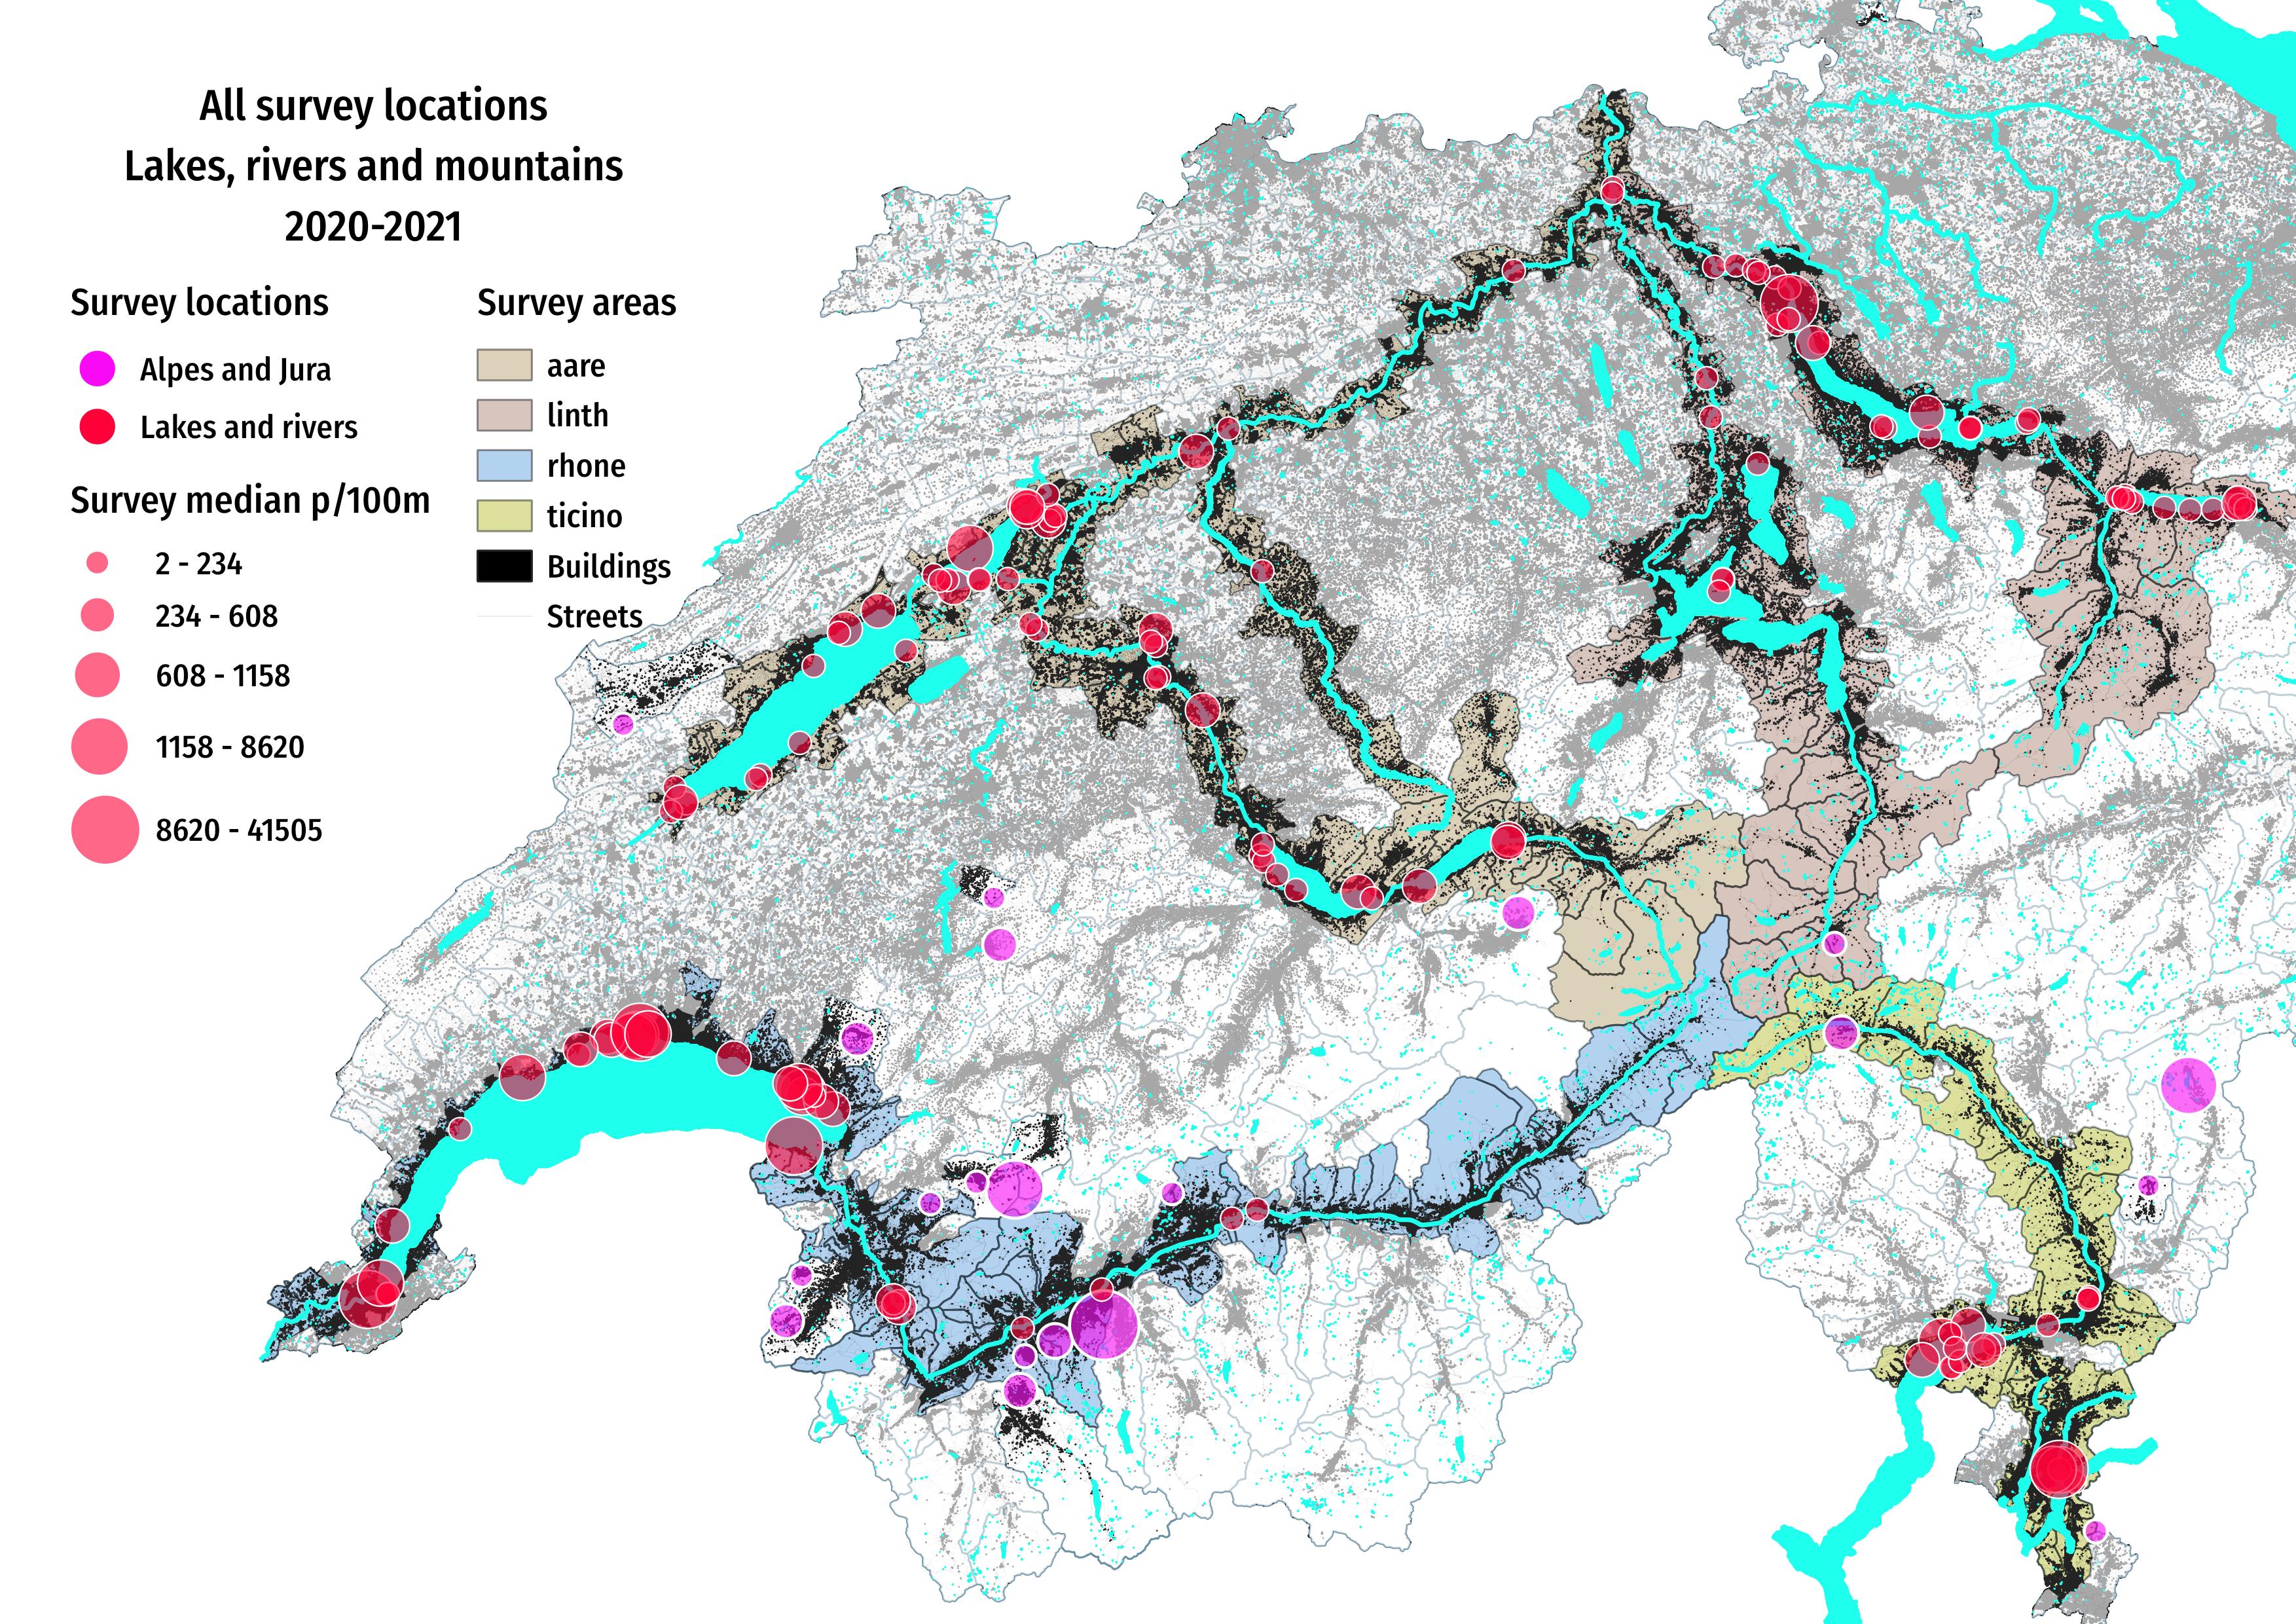 All survey locations
Lakes, rivers and mountains
2020-2021
Survey locations
Alpes and Jura
Lakes and rivers
Survey median p/100m
2 - 234
234 - 608
608 - 1158
1158 - 8620
8620 - 41505
Survey areas
aare
linth
rhone
ticino
Buildings
Streets